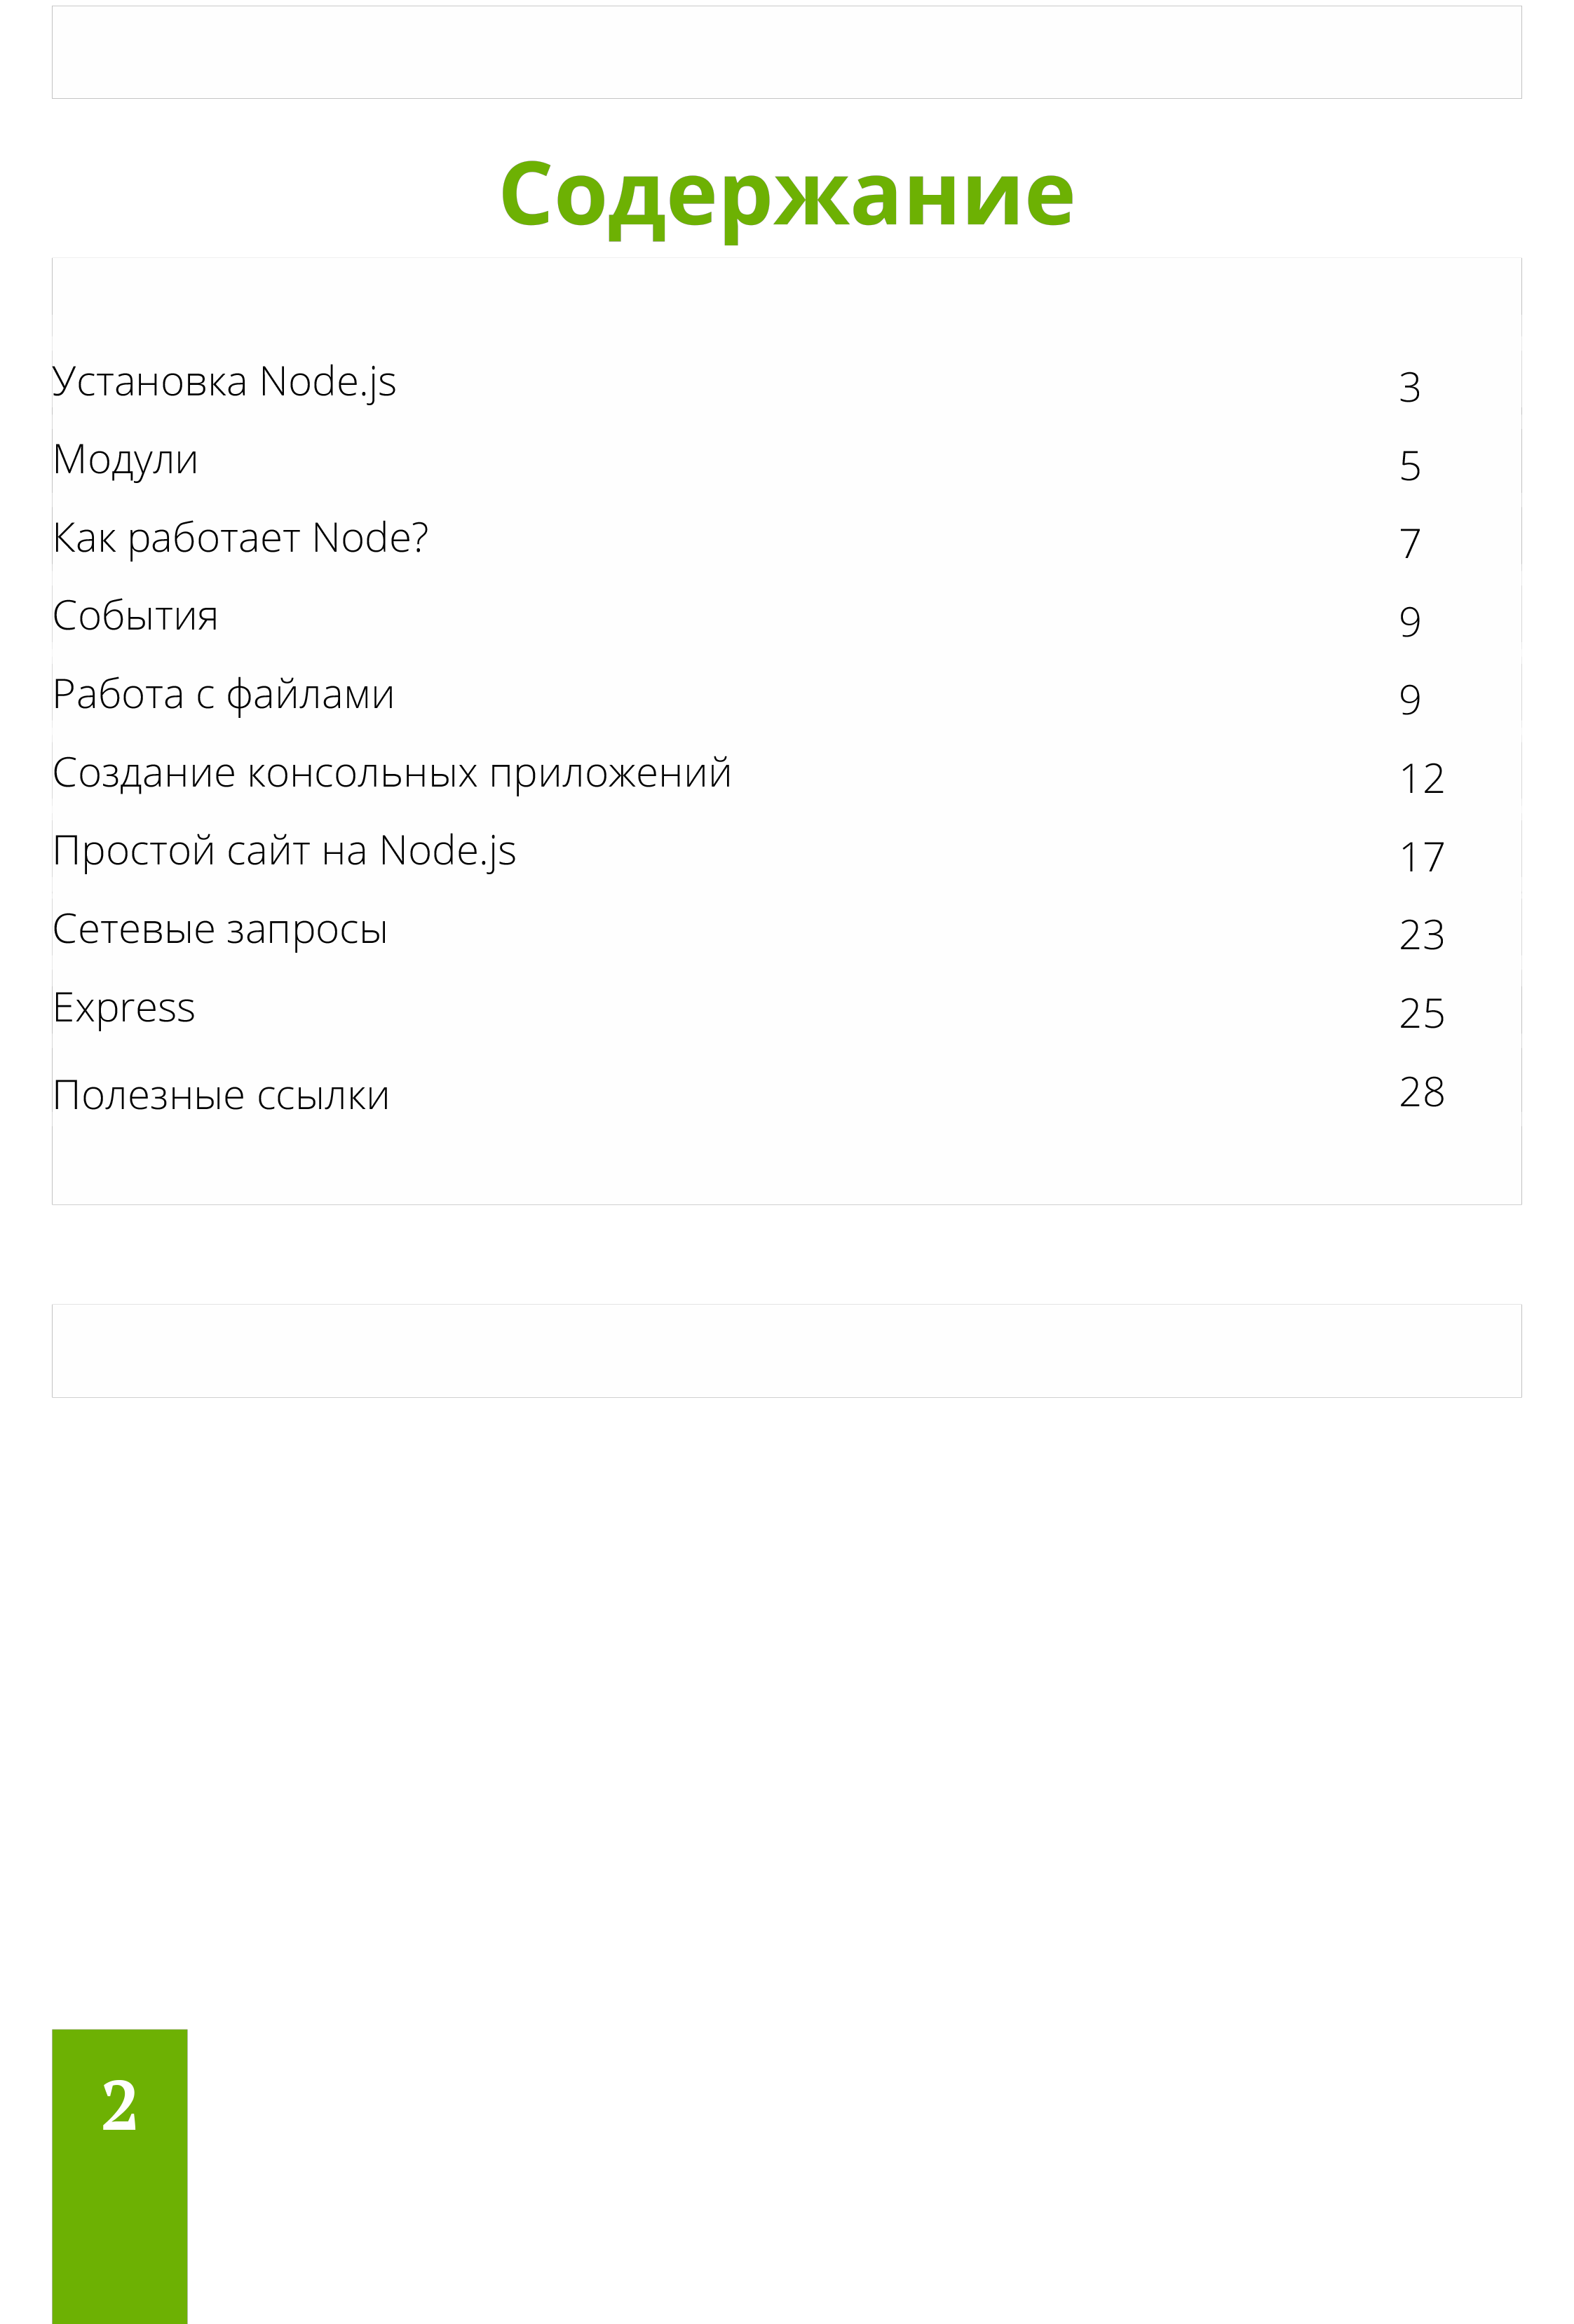 Содержание
Установка Node.js 3
Модули 5
Как работает Node? 7
События 9
Работа с файлами 9
Создание консольных приложений 12
Простой сайт на Node.js 17
Сетевые запросы 23
Express 25
Полезные ссылки 28
2